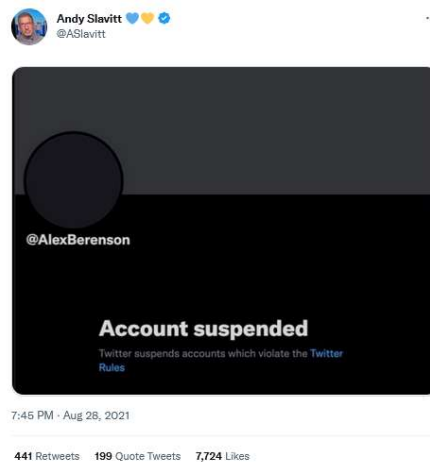 Andy Slavitt 💙💛
@ASlavitt
@AlexBerenson
Account suspended
Twitter suspends accounts which violate the Twitter
Rules
7:45 PM · Aug 28, 2021
441 Retweets 199 Quote Tweets 7,724 Likes